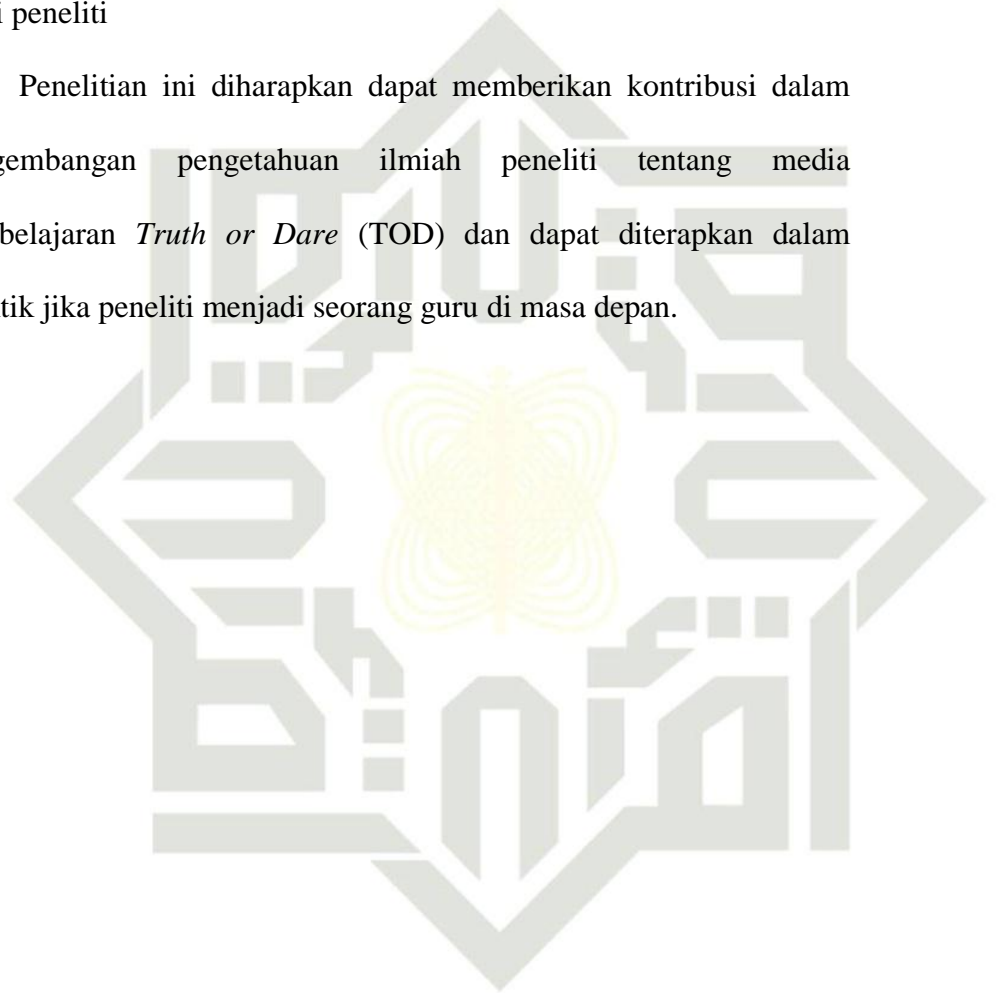 i peneliti
Penelitian ini diharapkan dapat memberikan kontribusi dalam
gembangan pengetahuan ilmiah peneliti tentang media
belajaran Truth or Dare (TOD) dan dapat diterapkan dalam
tik jika peneliti menjadi seorang guru di masa depan.